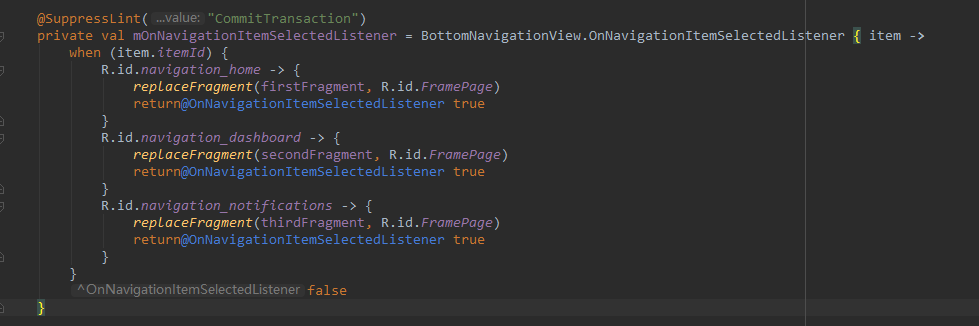 @SuppressLint( ...value: "CommitTransaction")
private val mOnNavigationItemSelectedListener = BottomNavigationView.OnNavigationItemSelectedListener { item ->
    when (item.itemId) {
        R.id.navigation_home -> {
            replaceFragment(firstFragment, R.id.FramePage)
            return@OnNavigationItemSelectedListener true
        }
        R.id.navigation_dashboard -> {
            replaceFragment(secondFragment, R.id.FramePage)
            return@OnNavigationItemSelectedListener true
        }
        R.id.navigation_notifications -> {
            replaceFragment(thirdFragment, R.id.FramePage)
            return@OnNavigationItemSelectedListener true
        }
    }
    ^OnNavigationItemSelectedListener false
}